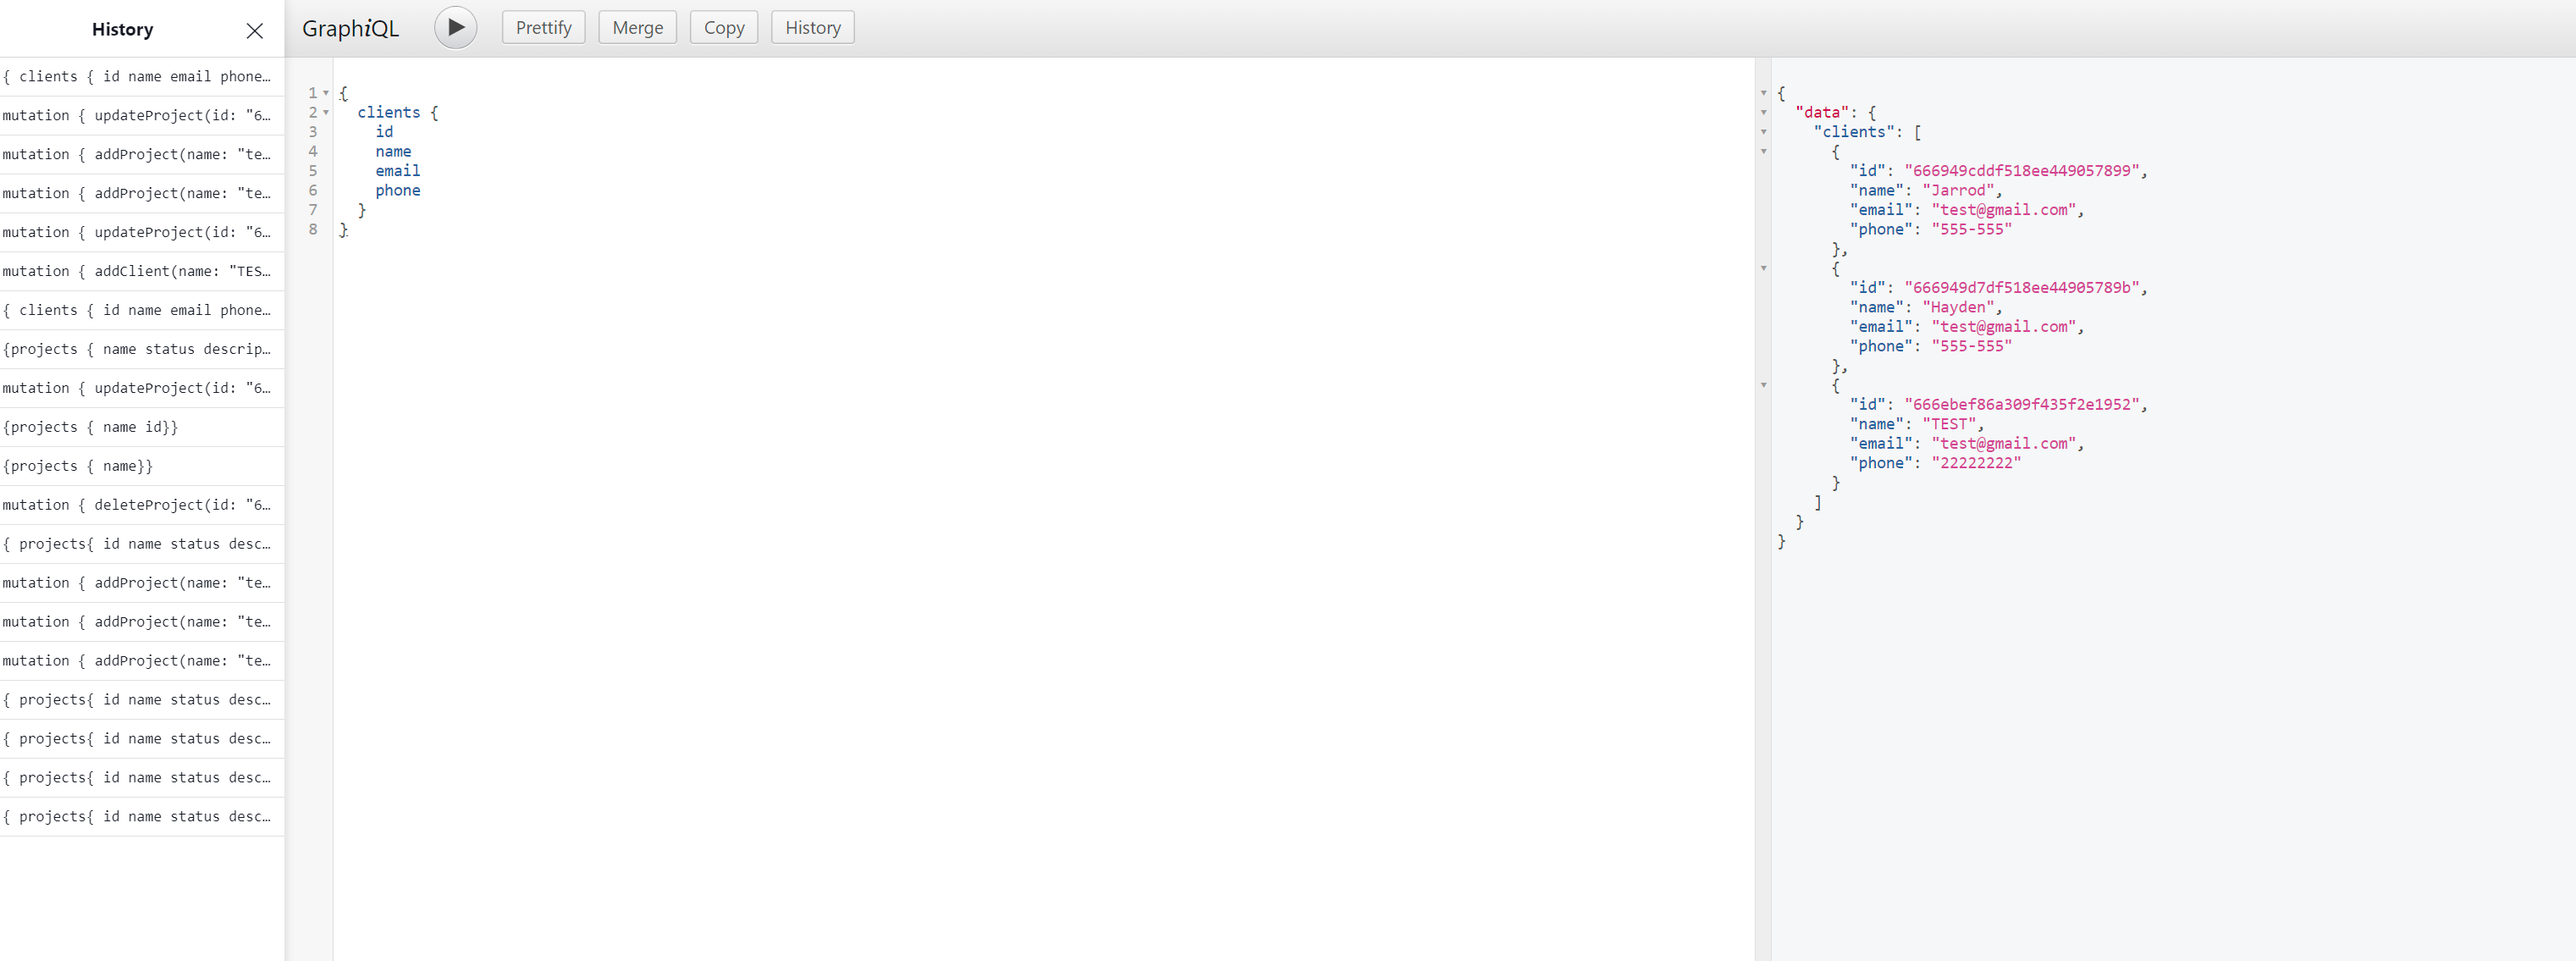 History
{ clients { id name email phone…
mutation { updateProject(id: "6…
mutation { addProject(name: "te…
mutation { addProject(name: "te…
mutation { updateProject(id: "6…
mutation { addClient(name: "TES…
{ clients { id name email phone…
{projects { name status descrip…
mutation { updateProject(id: "6…
{projects { name id}}
{projects { name}}
mutation { deleteProject(id: "6…
{ projects{ id name status desc…
mutation { addProject(name: "te…
mutation { addProject(name: "te…
mutation { addProject(name: "te…
{ projects{ id name status desc…
{ projects{ id name status desc…
{ projects{ id name status desc…
{ projects{ id name status desc…
GraphiQL Prettify Merge Copy History
1 {
2 clients {
3 id
4 name
5 email
6 phone
7 }
8 }
{
"data": {
"clients": [
{
"id": "666949cddf518ee449057899",
"name": "Jarrod",
"email": "test@gmail.com",
"phone": "555-555"
},
{
"id": "666949d7df518ee44905789b",
"name": "Hayden",
"email": "test@gmail.com",
"phone": "555-555"
},
{
"id": "666ebef86a309f435f2e1952",
"name": "TEST",
"email": "test@gmail.com",
"phone": "22222222"
}
]
}
}